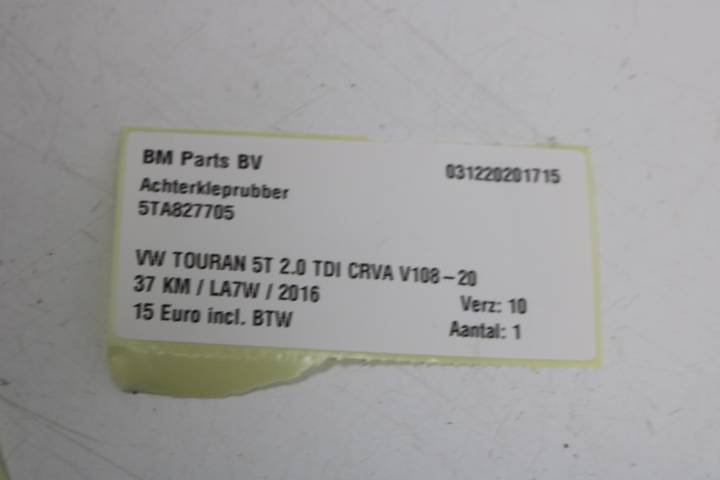 BM Parts BV 031220201715
Achterkleprubber
5TA827705
VW TOURAN 5T 2.0 TDI CRVA V108-20
37 KM / LA7W / 2016 Verz: 10
15 Euro incl. BTW Aantal: 1